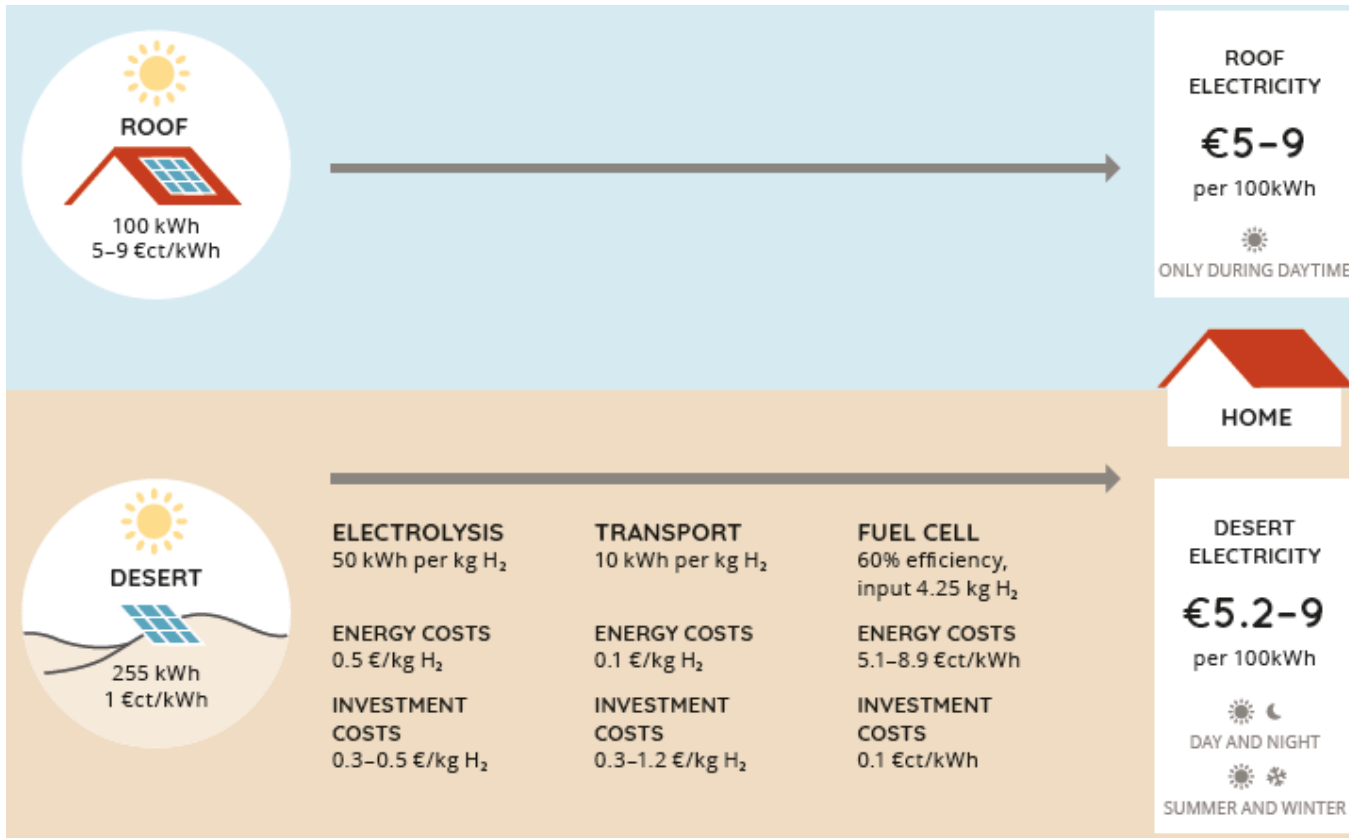 ROOF
100 kWh
5–9 €ct/kWh
ROOF
ELECTRICITY
€5–9
per 100kWh
ONLY DURING DAYTIME
HOME
DESERT
255 kWh
1 €ct/kWh
ELECTROLYSIS
50 kWh per kg H₂
ENERGY COSTS
0.5 €/kg H₂
INVESTMENT
COSTS
0.3–0.5 €/kg H₂
TRANSPORT
10 kWh per kg H₂
ENERGY COSTS
0.1 €/kg H₂
INVESTMENT
COSTS
0.3–1.2 €/kg H₂
FUEL CELL
60% efficiency,
input 4.25 kg H₂
ENERGY COSTS
5.1–8.9 €ct/kWh
INVESTMENT
COSTS
0.1 €ct/kWh
DESERT
ELECTRICITY
€5.2–9
per 100kWh
DAY AND NIGHT
SUMMER AND WINTER